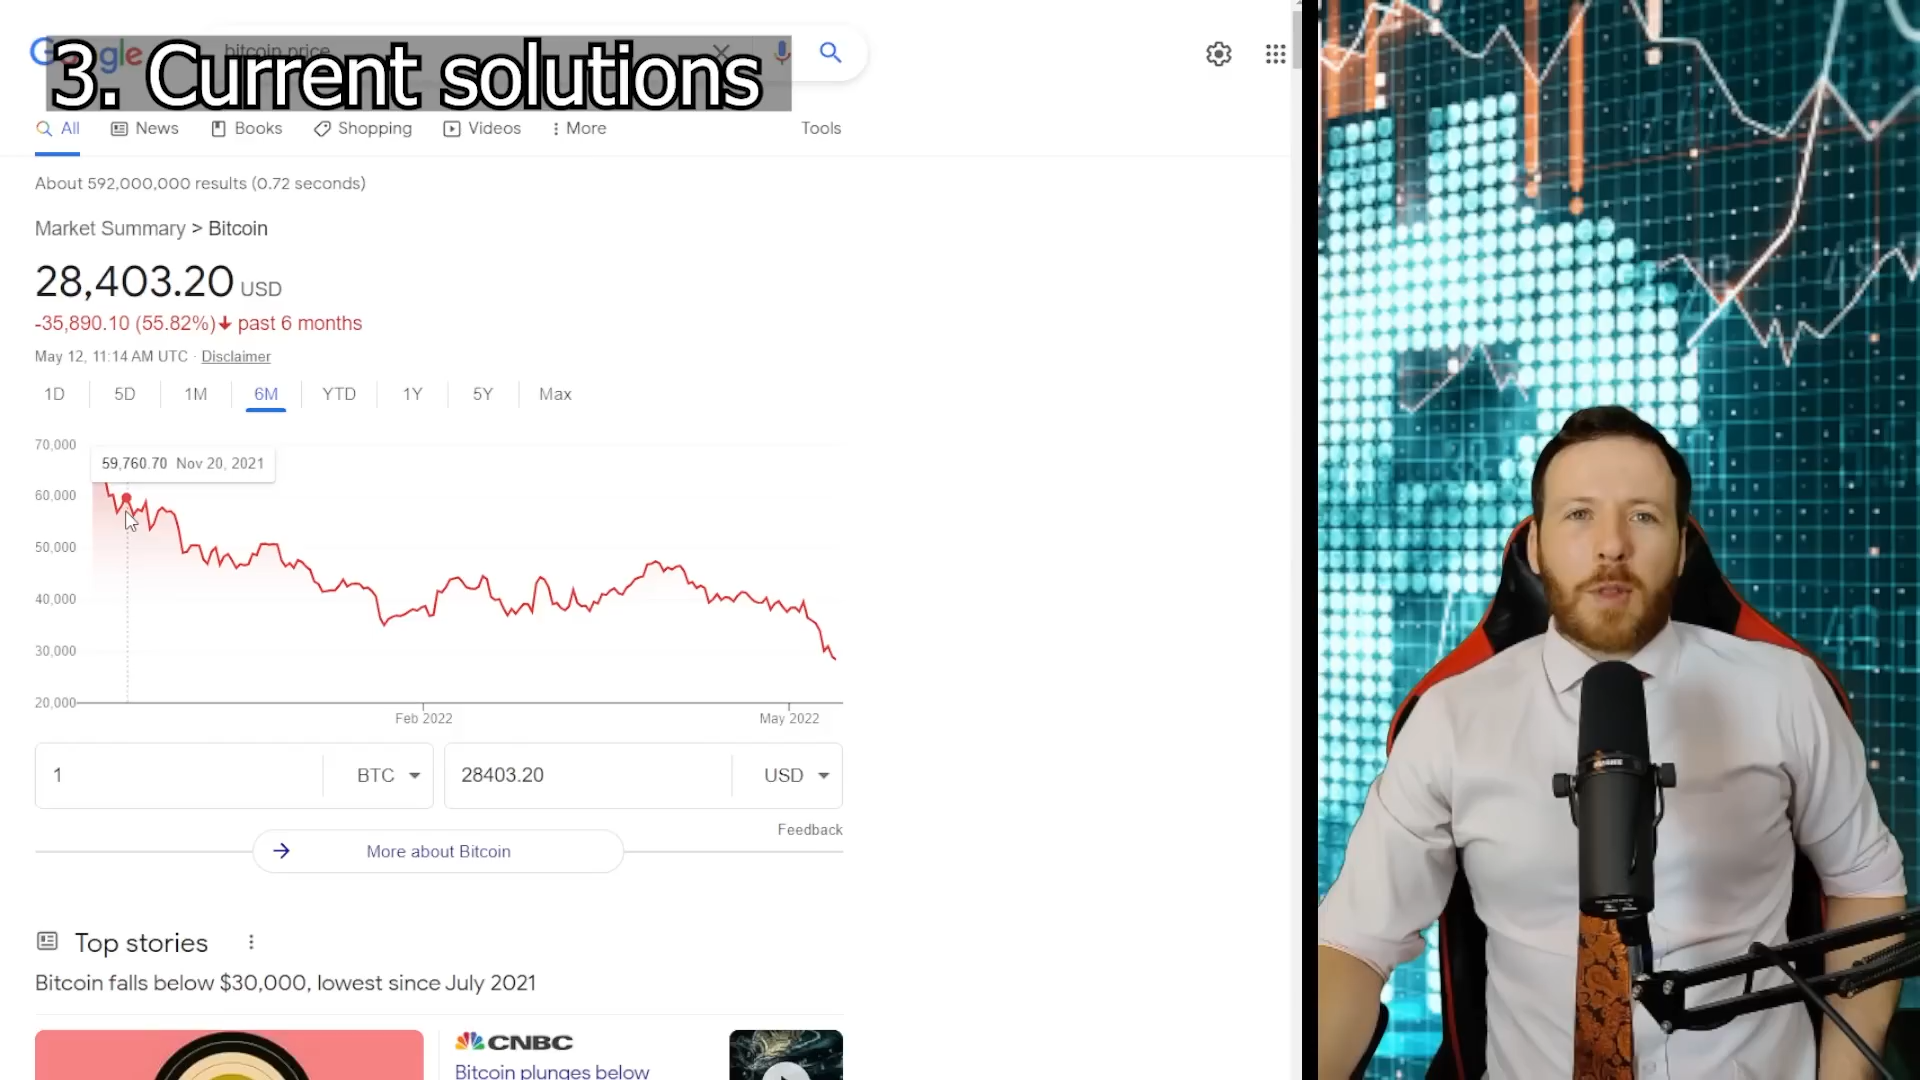 Google
bitcoin price
3. Current solutions
All
News
Books
Shopping
Videos
More
Tools
About 592,000,000 results (0.72 seconds)
Market Summary > Bitcoin
28,403.20 USD
-35,890.10 (55.82%) past 6 months
May 12, 11:14 AM UTC · Disclaimer
1D 5D 1M 6M YTD 1Y 5Y Max
70,000
59,760.70 Nov 20, 2021
60,000
50,000
40,000
30,000
20,000
Feb 2022 May 2022
1 BTC 28403.20 USD
Feedback
More about Bitcoin
Top stories
Bitcoin falls below $30,000, lowest since July 2021
CNBC
Bitcoin plunges below